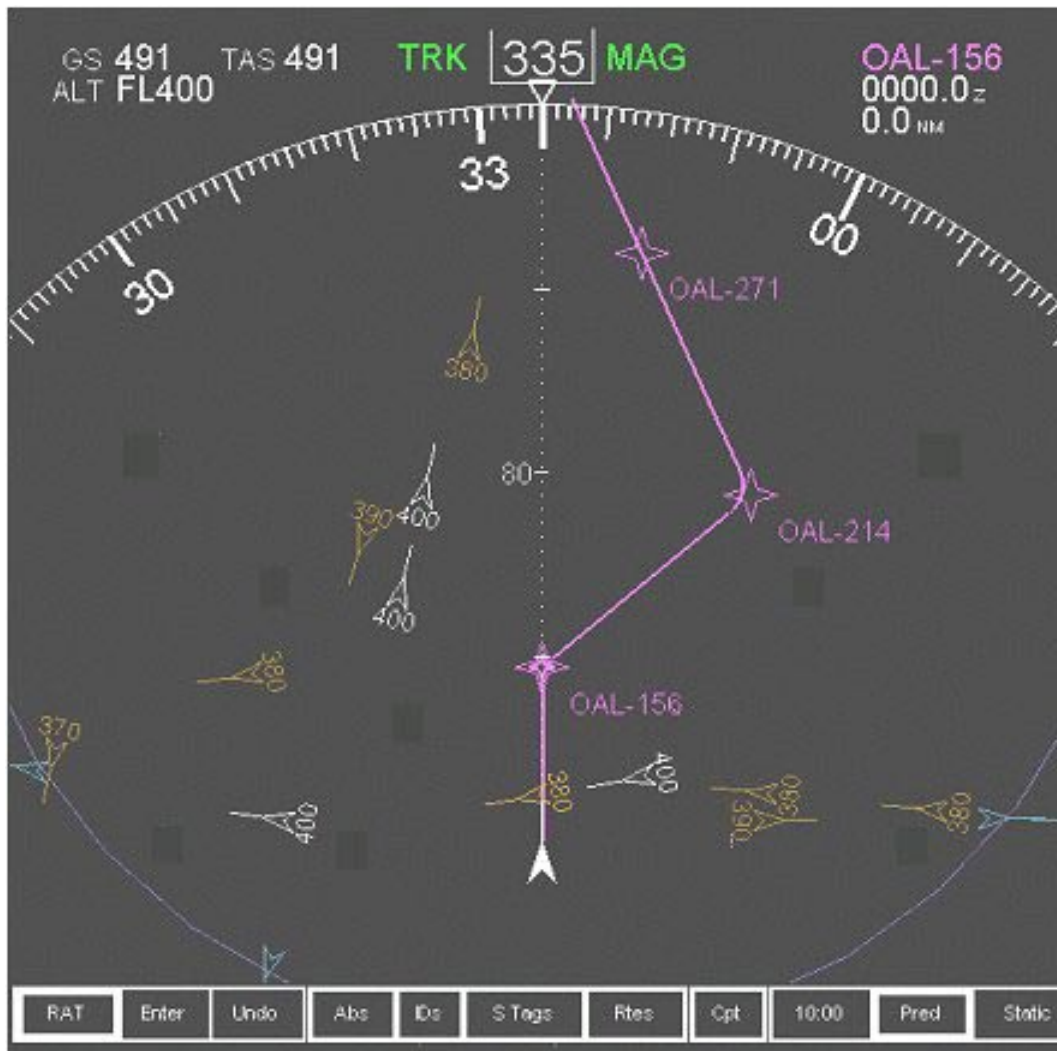 GS 491 TAS 491 TRK 335 MAG OAL-156
ALT FL400 0000.0z
0.0 NM
33
00
30
OAL-271
380
80
390
400
OAL-214
400
380
OAL-156
370
400
380
380
390
380
400
RAT Enter Undo Abs IDs S Tags Rtes Cpt 10:00 Pred Static